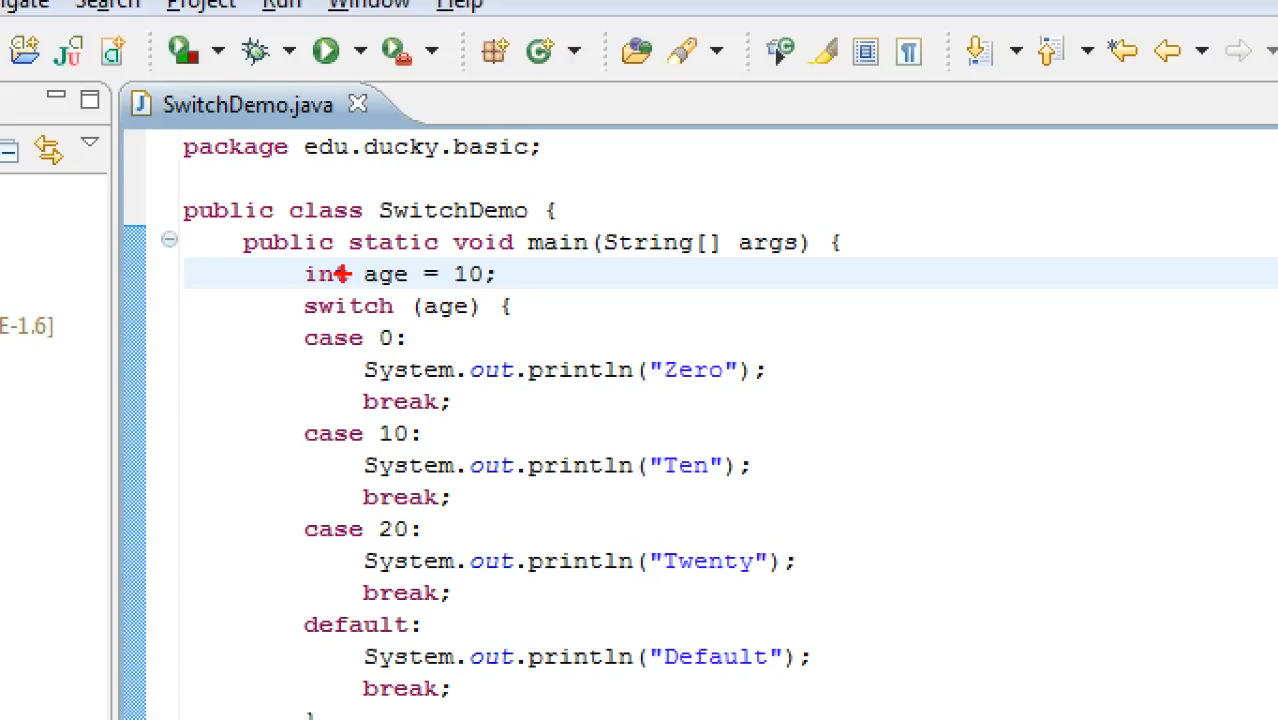 igate Search Project Run Window Help
SwitchDemo.java
E-1.6]
package edu.ducky.basic;
public class SwitchDemo {
public static void main(String[] args) {
int age = 10;
switch (age) {
case 0:
System.out.println("Zero");
break;
case 10:
System.out.println("Ten");
break;
case 20:
System.out.println("Twenty");
break;
default:
System.out.println("Default");
break;
}